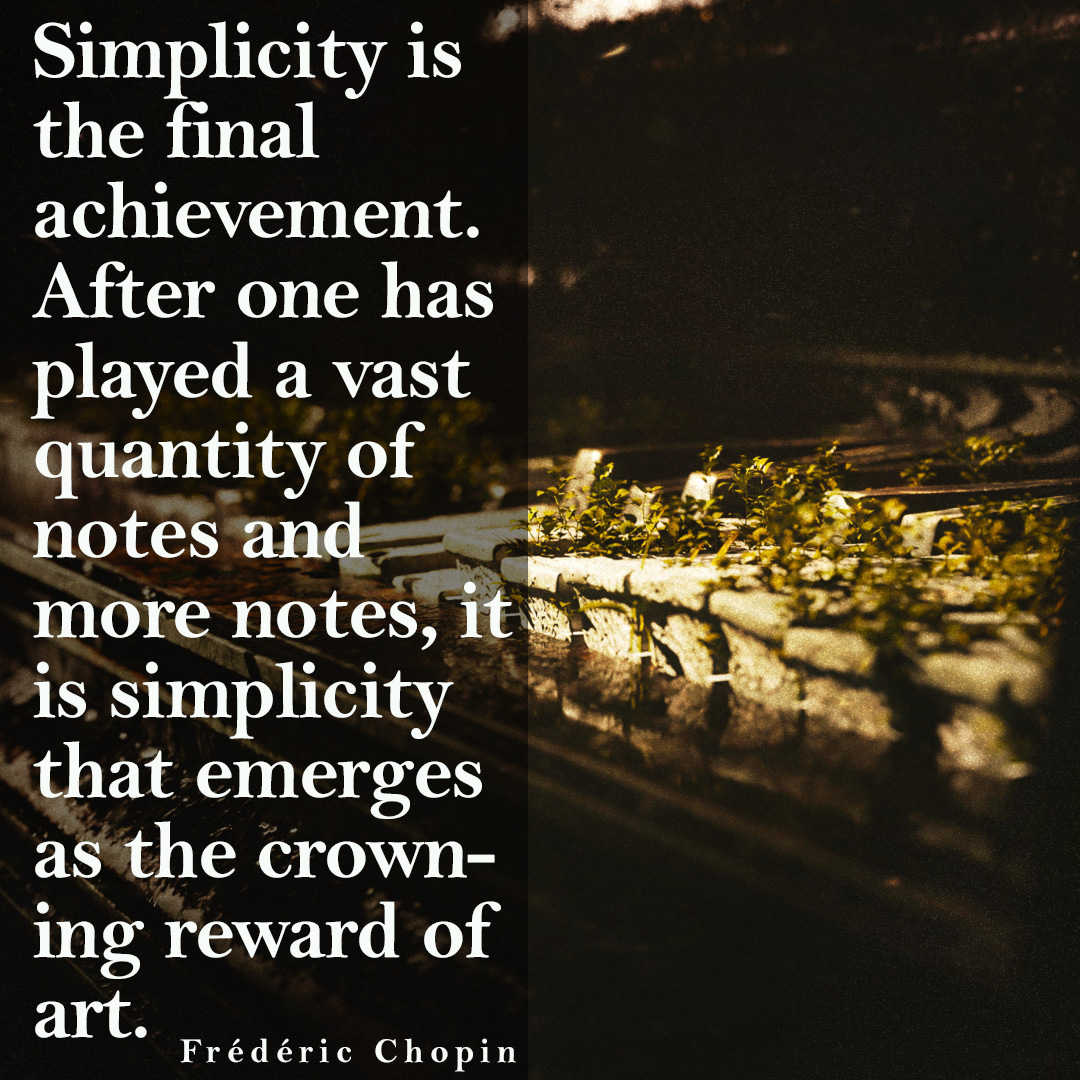 Simplicity is
the final
achievement.
After one has
played a vast
quantity of
notes and
more notes, it
is simplicity
that emerges
as the crown-
ing reward of
art.
Frédéric Chopin